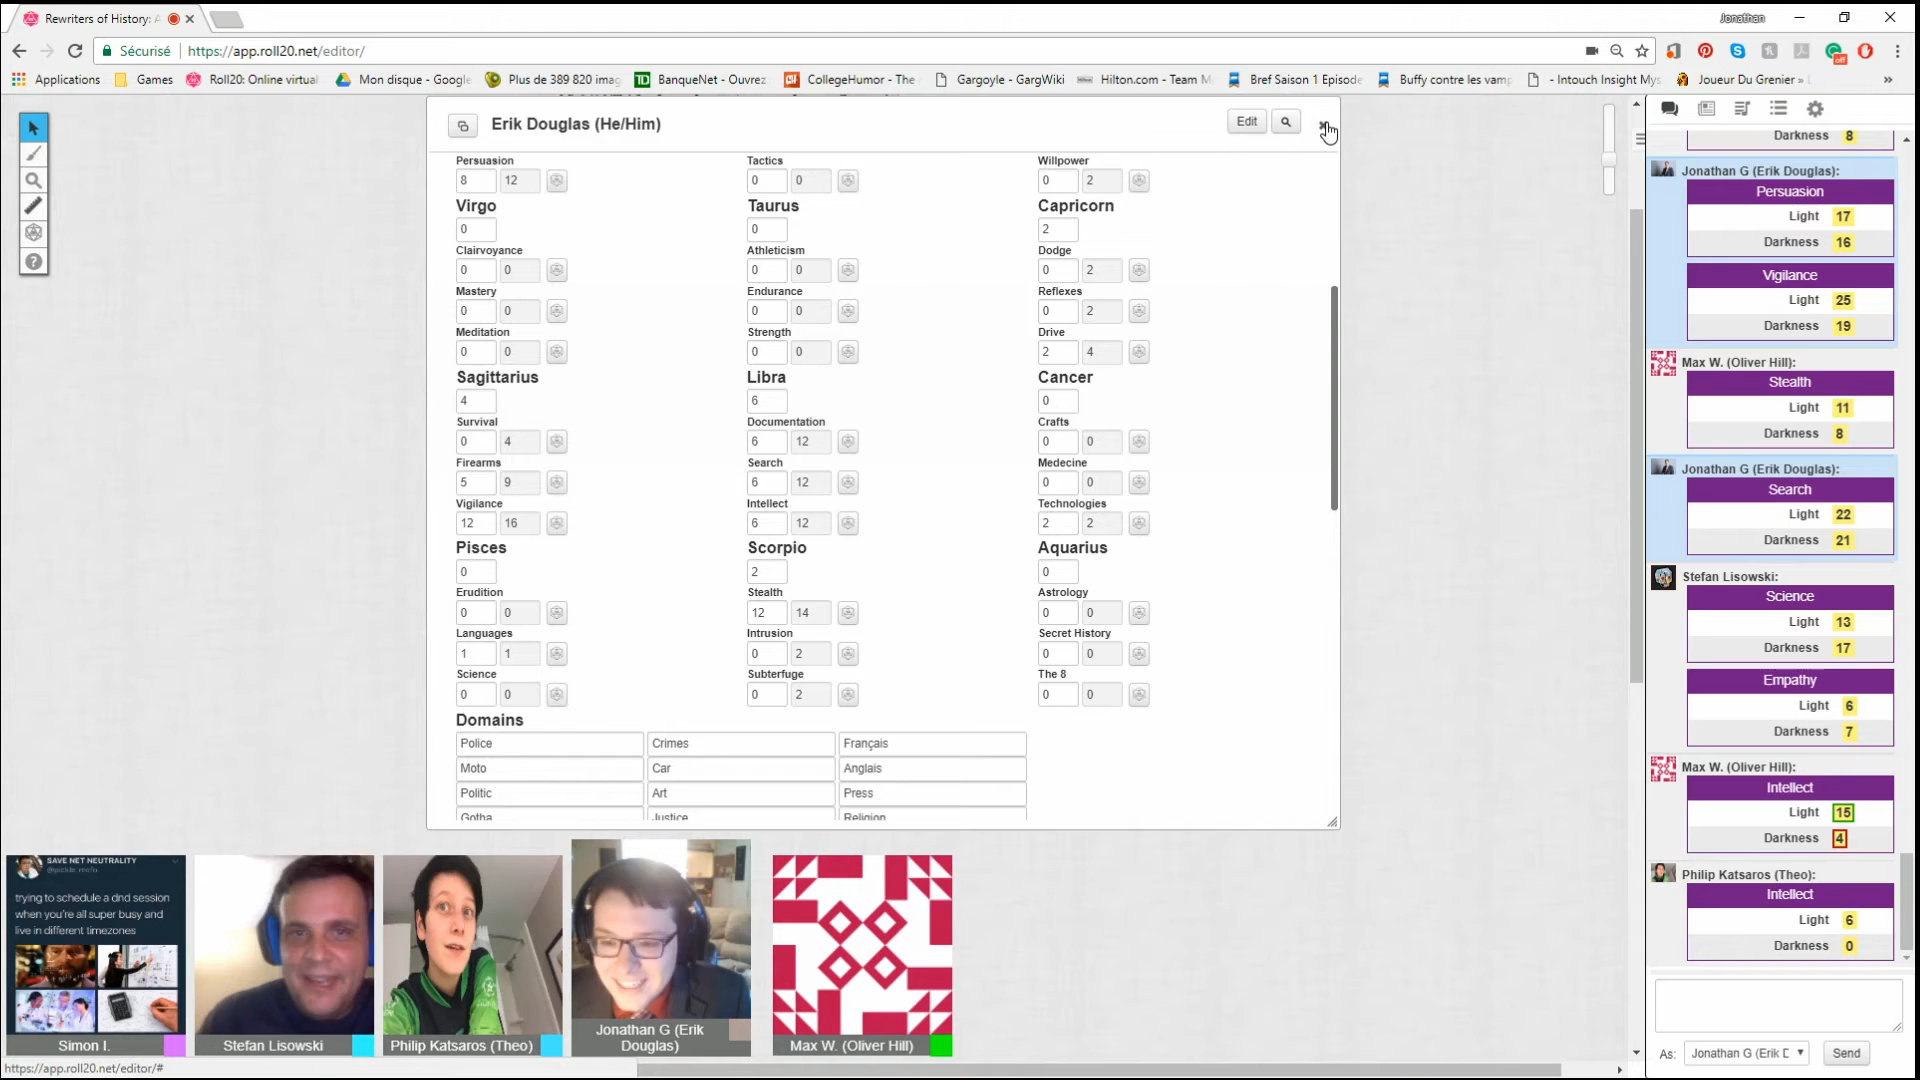 Rewriters of History: A
Jonathan
Sécurisé
https://app.roll20.net/editor/
Applications
Games
Roll20: Online virtual
Mon disque - Google
Plus de 389 820 imag
BanqueNet - Ouvrez
CollegeHumor - The
Gargoyle - GargWiki
Hilton.com - Team M
Bref Saison 1 Episode
Buffy contre les vamp
- Intouch Insight Mys
Joueur Du Grenier »
Erik Douglas (He/Him)
Edit
Persuasion
8 12
Tactics
0 0
Willpower
0 2
Virgo
0
Taurus
0
Capricorn
2
Clairvoyance
0 0
Athleticism
0 0
Dodge
0 2
Mastery
0 0
Endurance
0 0
Reflexes
0 2
Meditation
0 0
Strength
0 0
Drive
2 4
Sagittarius
4
Libra
6
Cancer
0
Survival
0 4
Documentation
6 12
Crafts
0 0
Firearms
5 9
Search
6 12
Medecine
0 0
Vigilance
12 16
Intellect
6 12
Technologies
2 2
Pisces
0
Scorpio
2
Aquarius
0
Erudition
0 0
Stealth
12 14
Astrology
0 0
Languages
1 1
Intrusion
0 2
Secret History
0 0
Science
0 0
Subterfuge
0 2
The 8
0 0
Domains
Police Crimes Français
Moto Car Anglais
Politic Art Press
Gotha Justice Religion
Darkness 8
Jonathan G (Erik Douglas):
Persuasion
Light 17
Darkness 16
Vigilance
Light 25
Darkness 19
Max W. (Oliver Hill):
Stealth
Light 11
Darkness 8
Jonathan G (Erik Douglas):
Search
Light 22
Darkness 21
Stefan Lisowski:
Science
Light 13
Darkness 17
Empathy
Light 6
Darkness 7
Max W. (Oliver Hill):
Intellect
Light 15
Darkness 4
Philip Katsaros (Theo):
Intellect
Light 6
Darkness 0
As: Jonathan G (Erik D
Send
SAVE NET NEUTRALITY
trying to schedule a dnd session
when you're all super busy and
live in different timezones
Simon I.
Stefan Lisowski
Philip Katsaros (Theo)
Jonathan G (Erik
Douglas)
Max W. (Oliver Hill)
https://app.roll20.net/editor/#